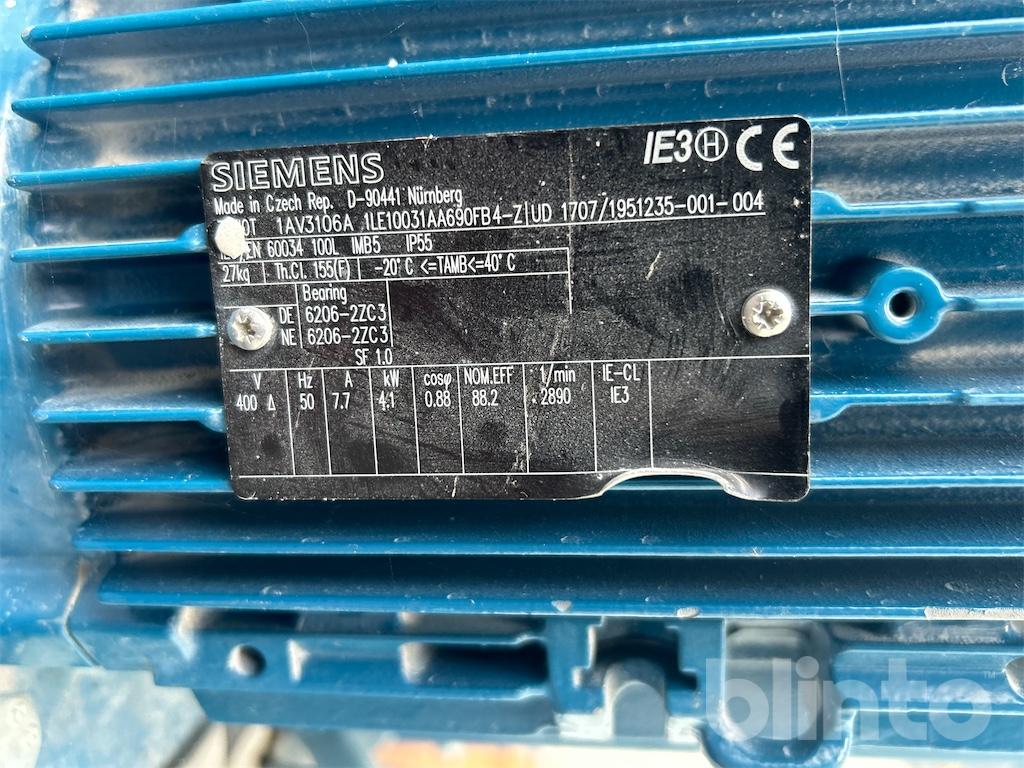 SIEMENS IE3 H CE
Made in Czech Rep. D-90441 Nürnberg
1AV3106A 1LE10031AA690FB4-Z UD 1707/1951235-001-004
60034 100L IMB5 IP55
27kg Th.Cl. 155(F) -20°C <=TAMB<=40°C
Bearing
DE 6206-2ZC3
NE 6206-2ZC3
SF 1.0
V Hz A kW cosφ NOM.EFF 1/min IE-CL
400 Δ 50 7.7 4.1 0.88 88.2 2890 IE3
blinto™